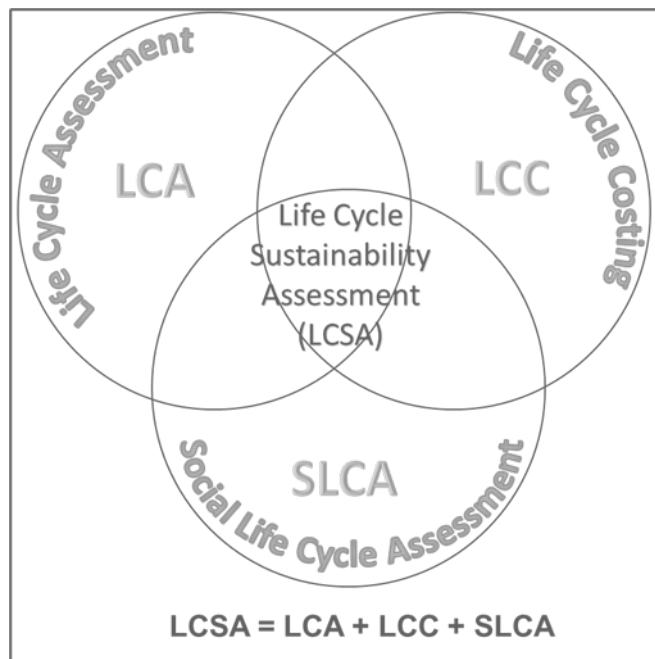 Life Cycle Assessment
Life Cycle Costing
LCA
LCC
Life Cycle
Sustainability
Assessment
(LCSA)
SLCA
Social Life Cycle Assessment
LCSA = LCA + LCC + SLCA